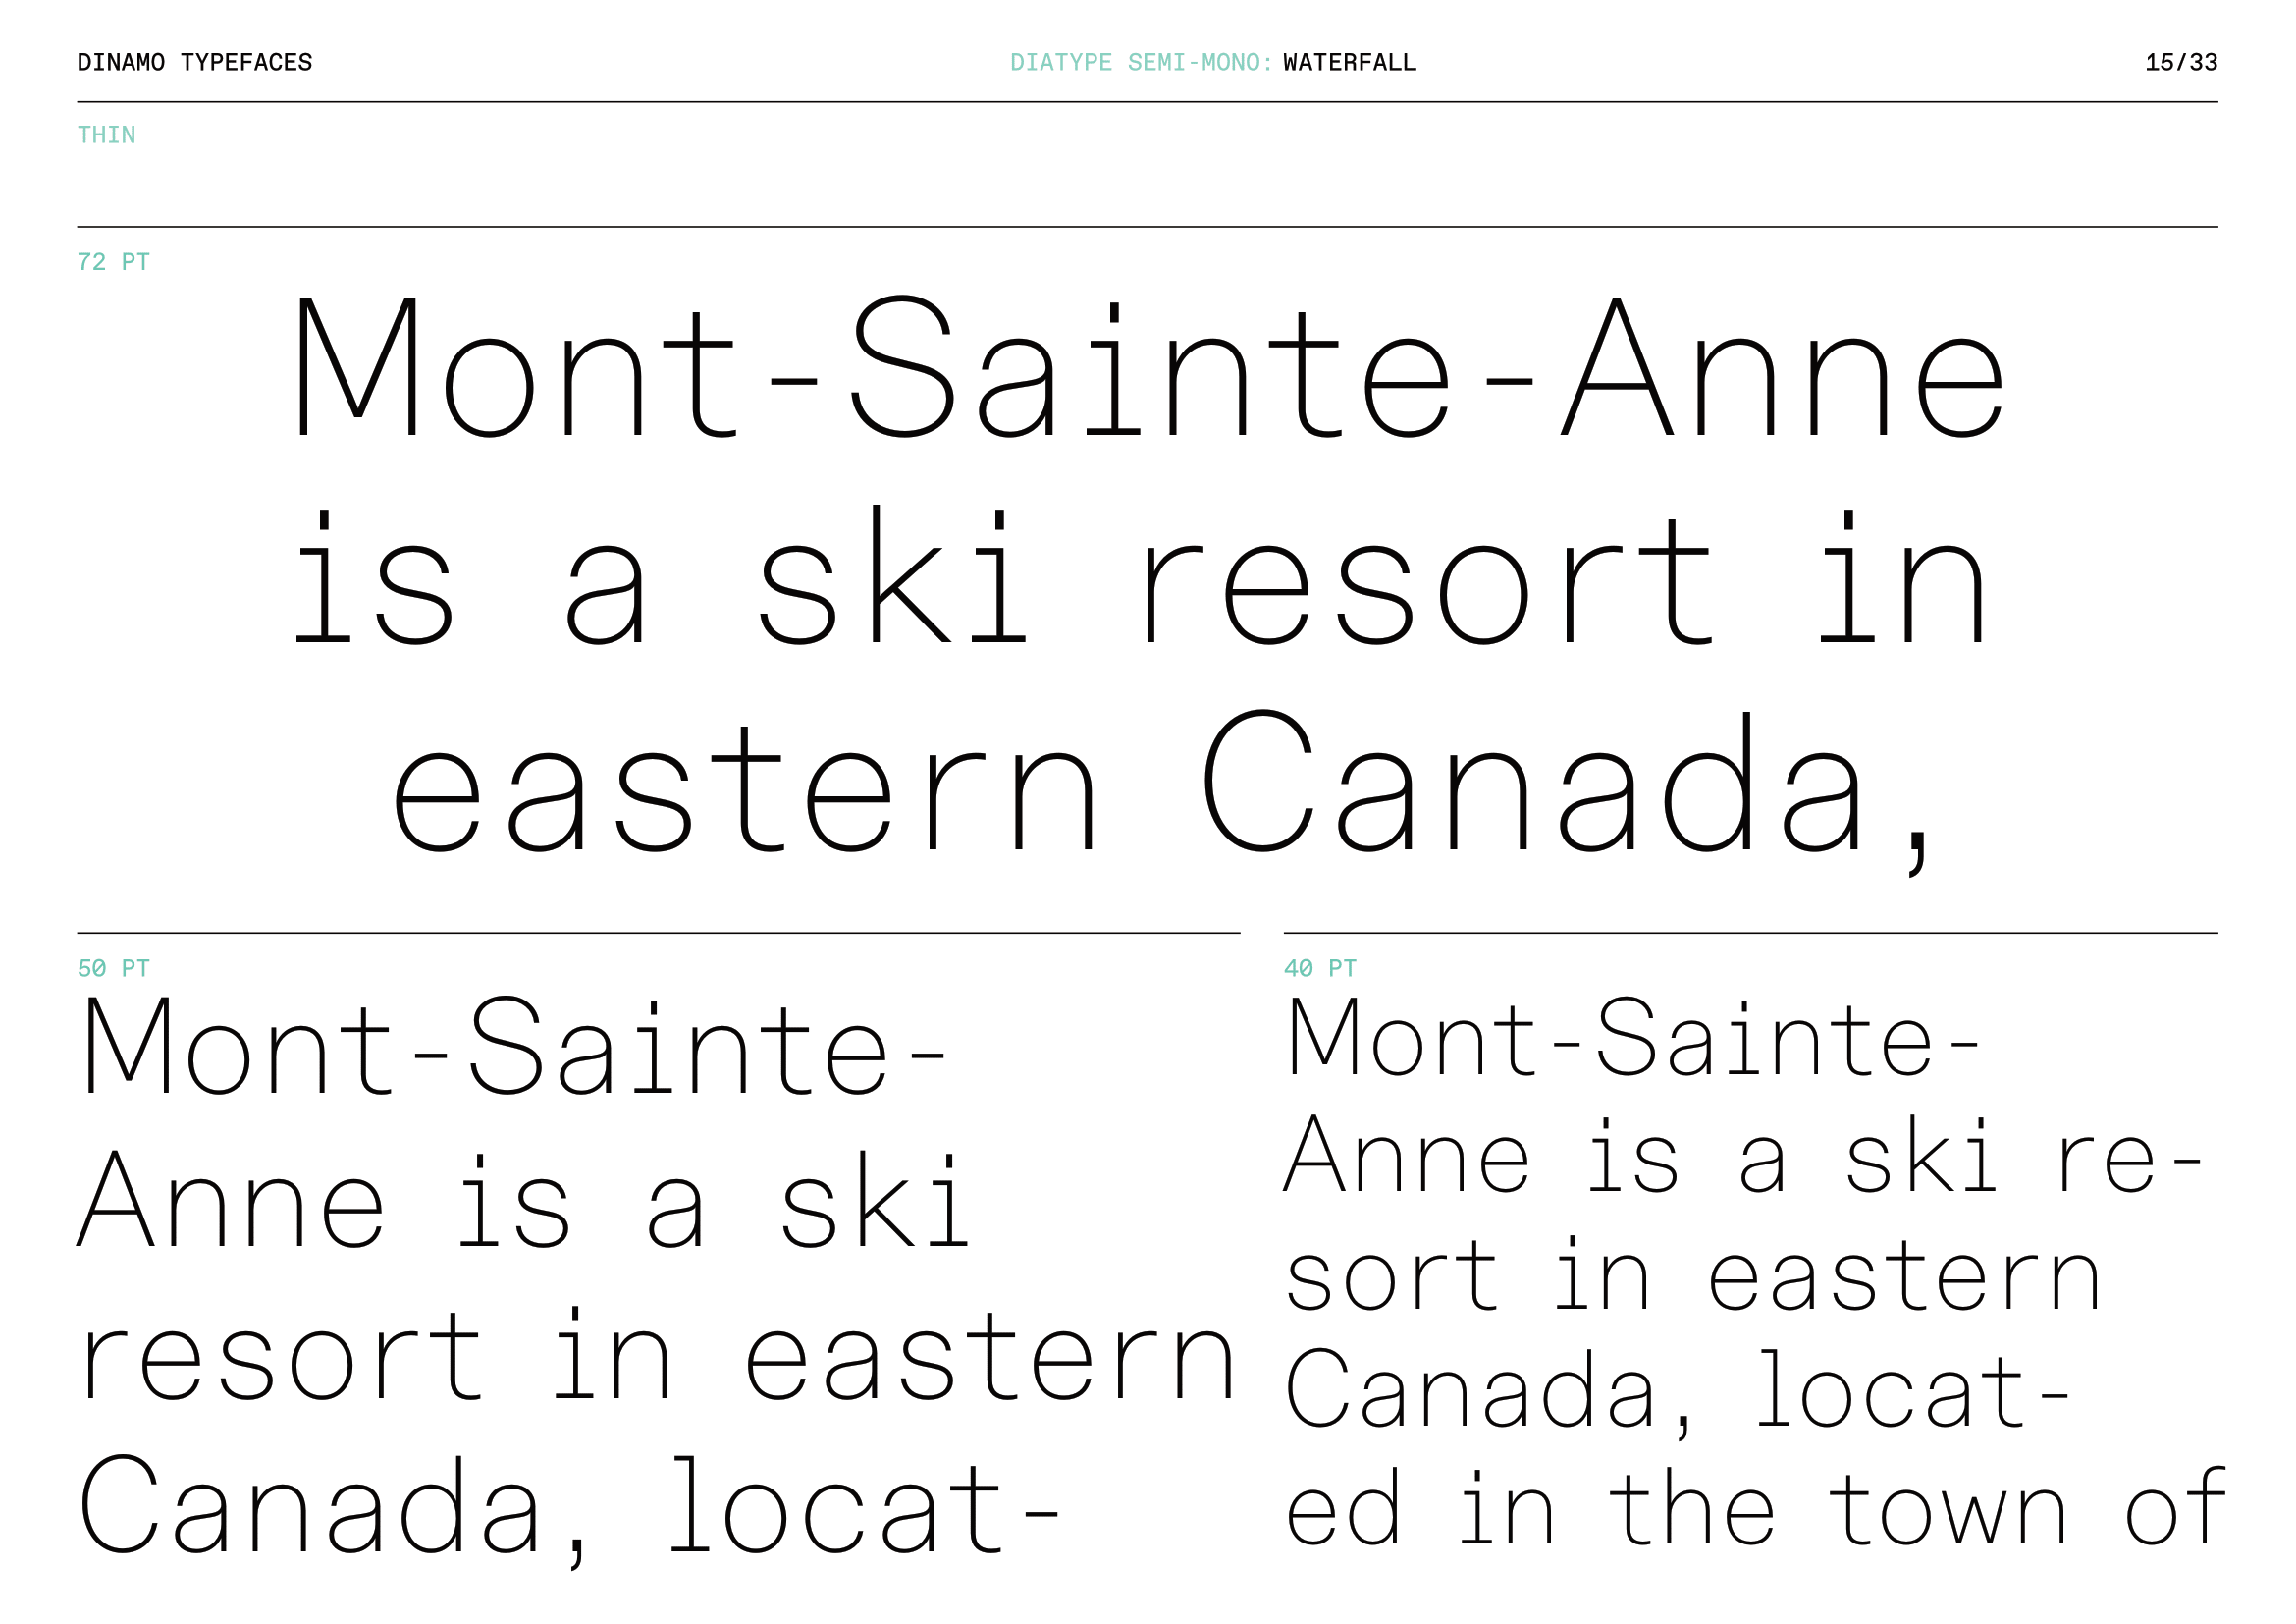 DINAMO TYPEFACES
DIATYPE SEMI-MONO: WATERFALL
15/33
THIN
72 PT
Mont-Sainte-Anne
is a ski resort in
eastern Canada,
50 PT
Mont-Sainte-
Anne is a ski
resort in eastern
Canada, locat-
40 PT
Mont-Sainte-
Anne is a ski re-
sort in eastern
Canada, locat-
ed in the town of